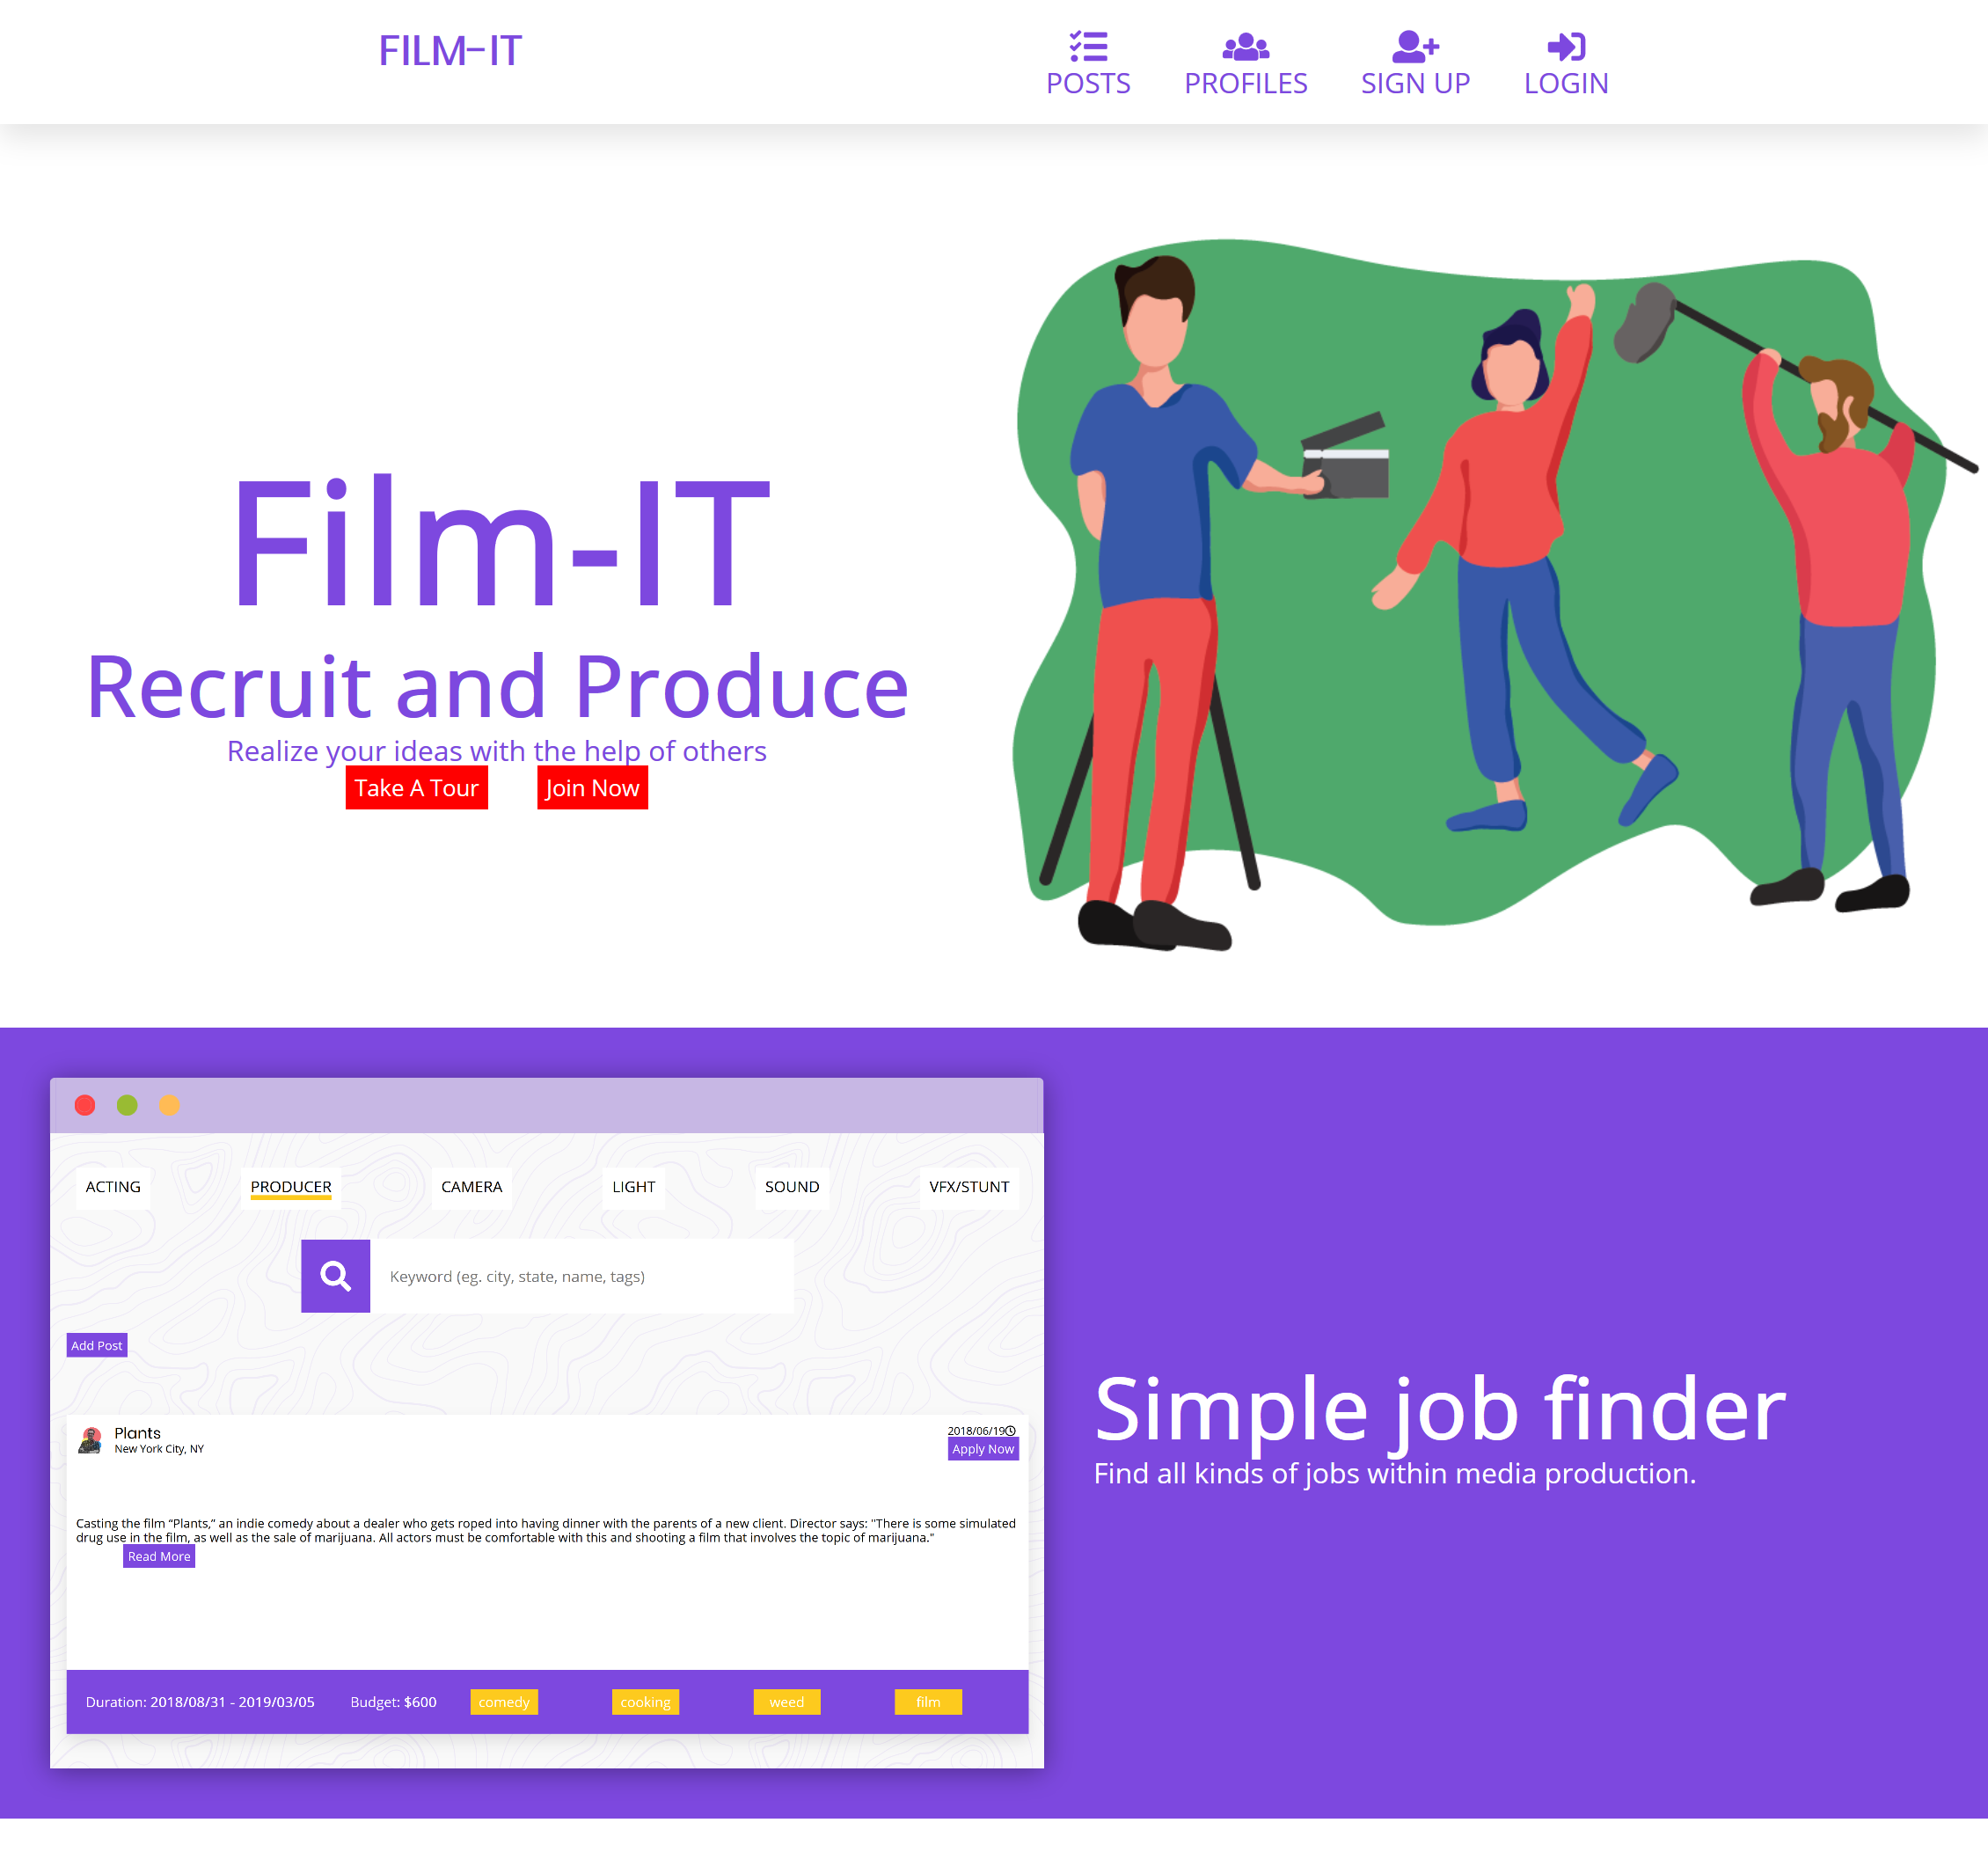 FILM-IT
POSTS
PROFILES
SIGN UP
LOGIN
Film-IT
Recruit and Produce
Realize your ideas with the help of others
Take A Tour
Join Now
ACTING
PRODUCER
CAMERA
LIGHT
SOUND
VFX/STUNT
Keyword (eg. city, state, name, tags)
Add Post
Plants
New York City, NY
2018/06/19
Apply Now
Casting the film “Plants,” an indie comedy about a dealer who gets roped into having dinner with the parents of a new client. Director says: "There is some simulated
drug use in the film, as well as the sale of marijuana. All actors must be comfortable with this and shooting a film that involves the topic of marijuana."
Read More
Duration: 2018/08/31 - 2019/03/05
Budget: $600
comedy
cooking
weed
film
Simple job finder
Find all kinds of jobs within media production.